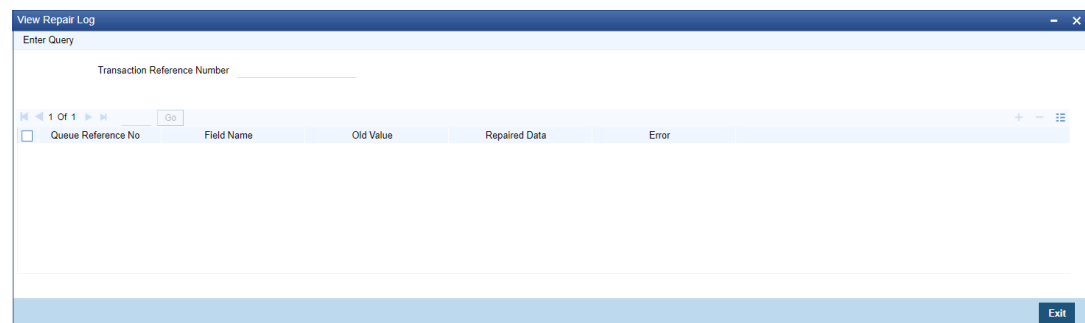 View Repair Log
Enter Query
Transaction Reference Number
1 Of 1 Go
Queue Reference No Field Name Old Value Repaired Data Error
Exit